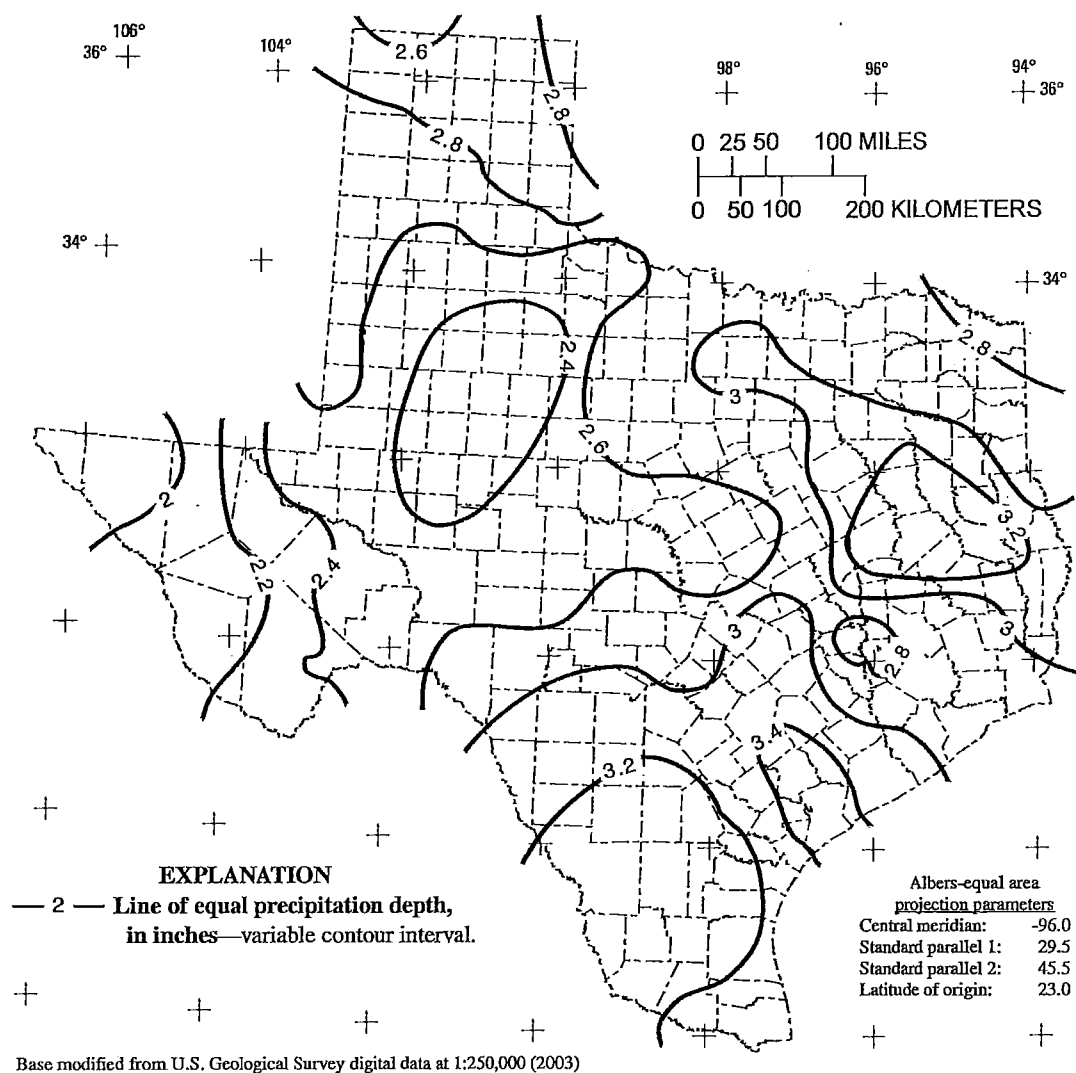 106°
36°
104°
98°
96°
94°
36°
2.6
2.8
2.8
0 25 50 100 MILES
0 50 100 200 KILOMETERS
34°
34°
2.8
2.4
3
2.6
2
3.2
2.2
2.4
3
3
2.8
3.4
3.2
EXPLANATION
— 2 — Line of equal precipitation depth,
in inches—variable contour interval.
Albers-equal area
projection parameters
Central meridian: -96.0
Standard parallel 1: 29.5
Standard parallel 2: 45.5
Latitude of origin: 23.0
Base modified from U.S. Geological Survey digital data at 1:250,000 (2003)